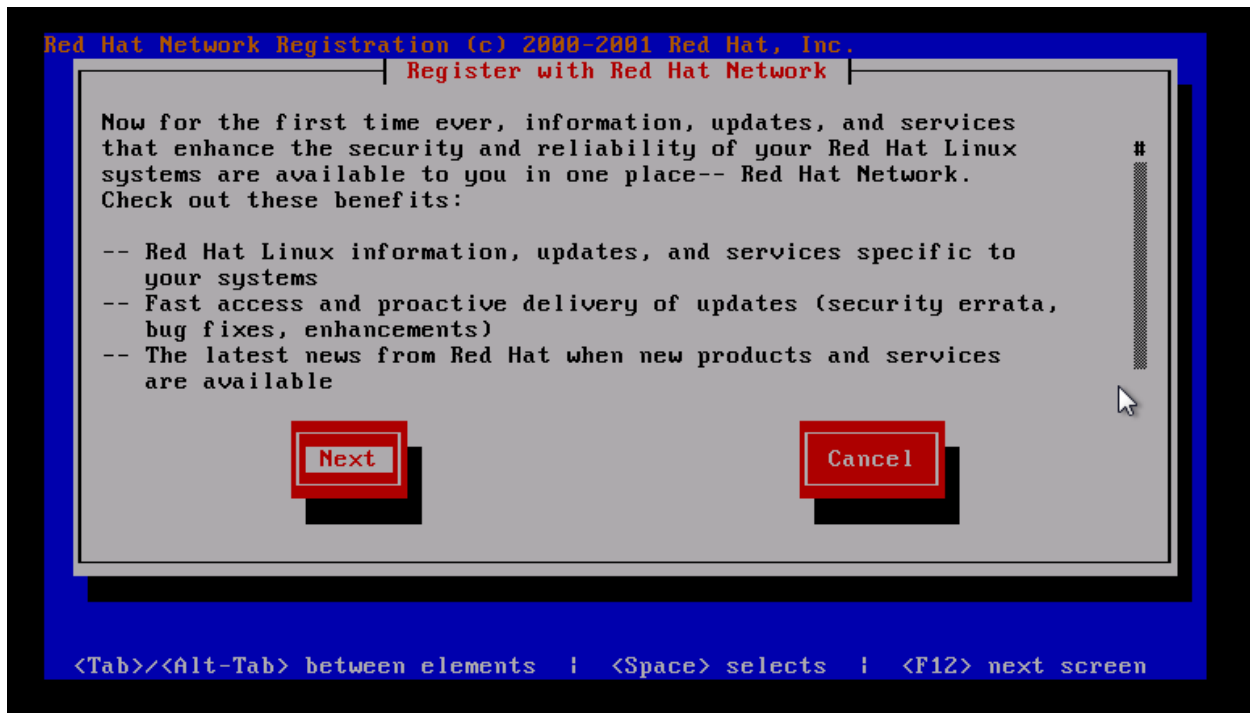 Red Hat Network Registration (c) 2000-2001 Red Hat, Inc.
Register with Red Hat Network
Now for the first time ever, information, updates, and services
that enhance the security and reliability of your Red Hat Linux
systems are available to you in one place-- Red Hat Network.
Check out these benefits:
-- Red Hat Linux information, updates, and services specific to
your systems
-- Fast access and proactive delivery of updates (security errata,
bug fixes, enhancements)
-- The latest news from Red Hat when new products and services
are available
#
Next
Cancel
<Tab>/<Alt-Tab> between elements | <Space> selects | <F12> next screen